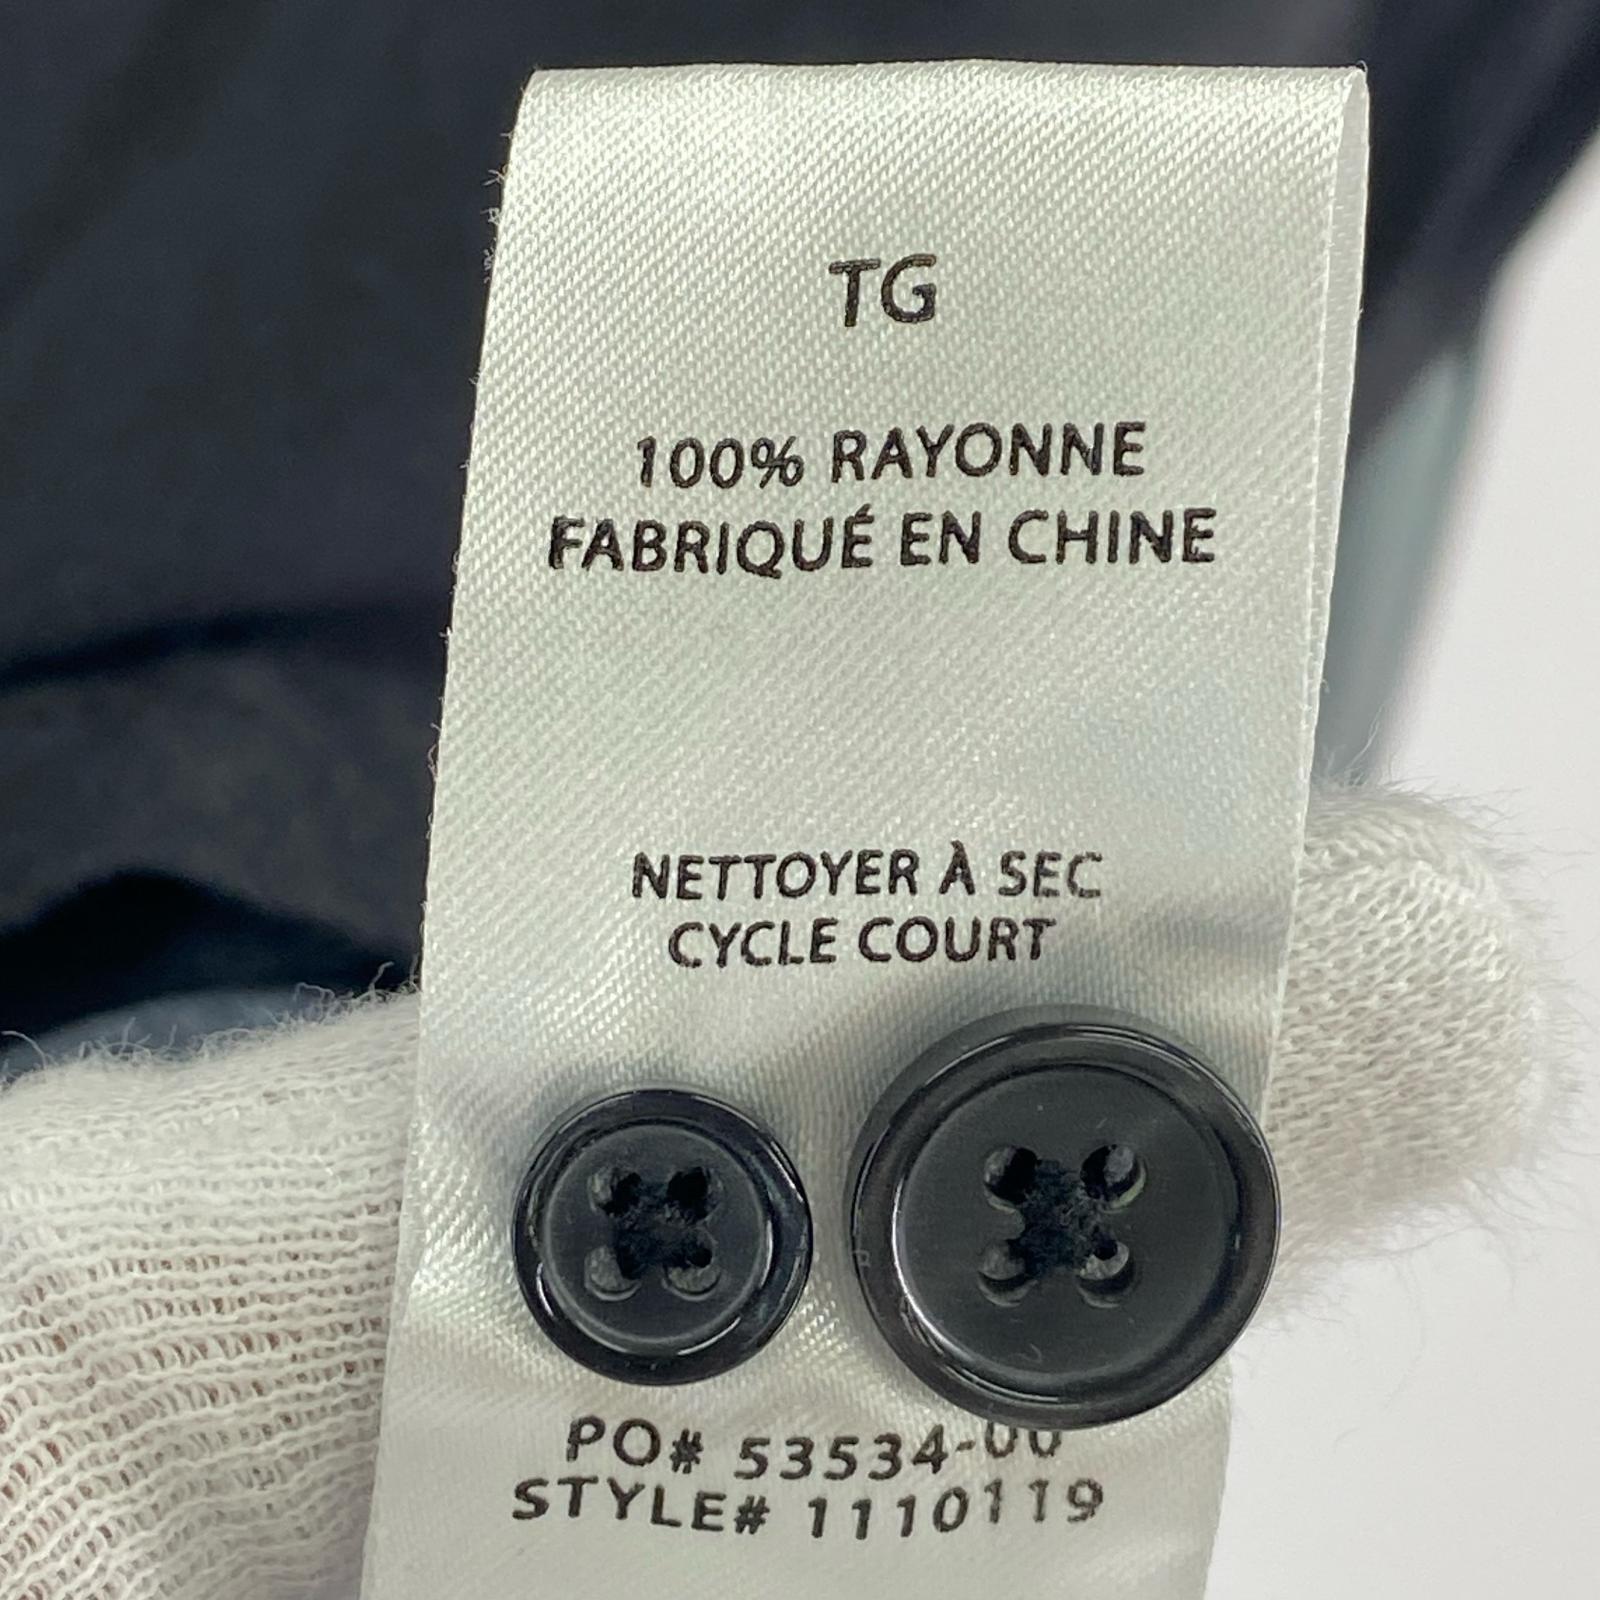 TG
100% RAYONNE
FABRIQUÉ EN CHINE
NETTOYER À SEC
CYCLE COURT
PO# 53534-00
STYLE# 1110119